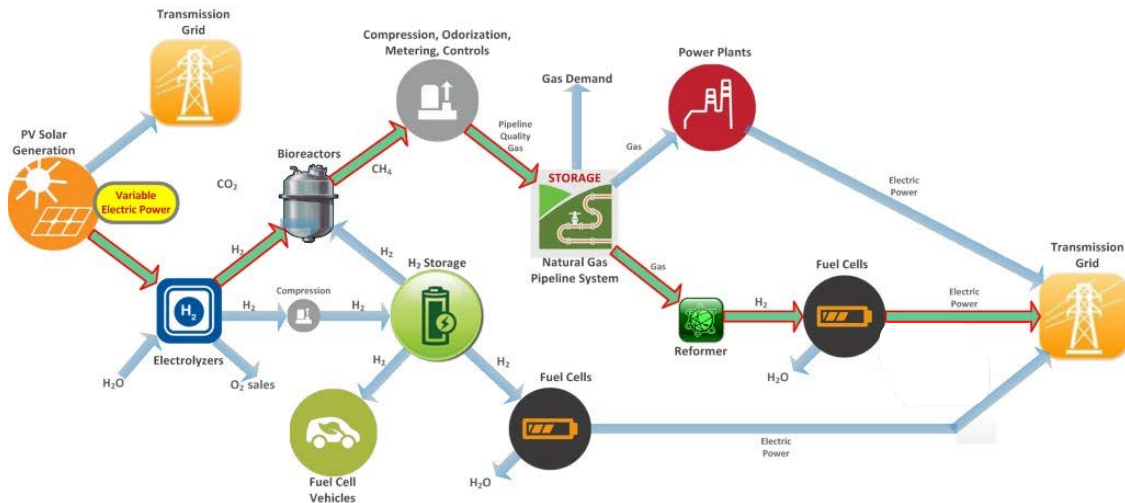 Transmission
Grid
PV Solar
Generation
Variable
Electric Power
CO₂
Bioreactors
CH₄
Compression, Odorization,
Metering, Controls
Pipeline
Quality
Gas
Gas Demand
STORAGE
Natural Gas
Pipeline System
Gas
Power Plants
Electric
Power
Transmission
Grid
H₂
H₂
Electrolyzers
H₂O
O₂ sales
H₂
Compression
H₂
H₂
H₂ Storage
H₂
H₂
Fuel Cell
Vehicles
Fuel Cells
H₂O
Electric
Power
Gas
Reformer
H₂
Fuel Cells
H₂O
Electric
Power